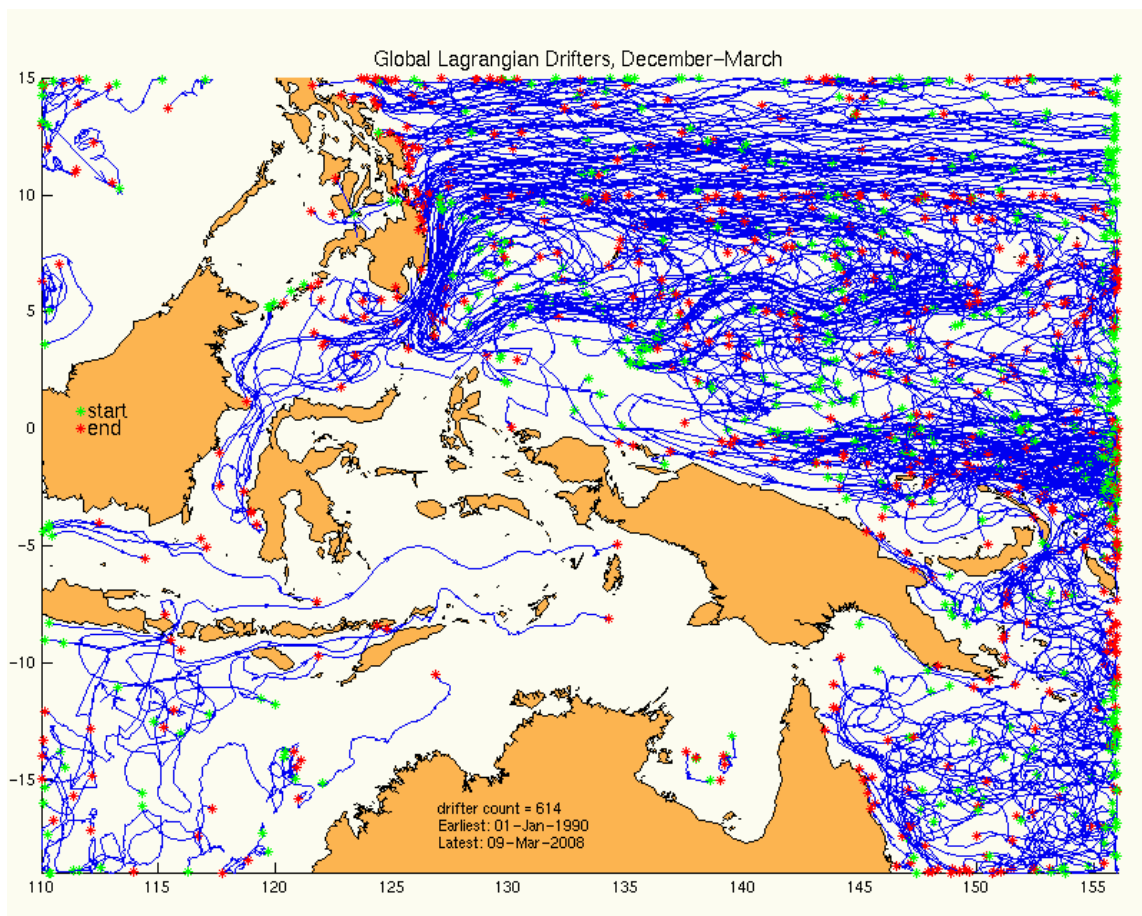 Global Lagrangian Drifters, December-March
15
10
5
0
-5
-10
-15
start
end
drifter count = 614
Earliest: 01-Jan-1990
Latest: 09-Mar-2008
110 115 120 125 130 135 140 145 150 155